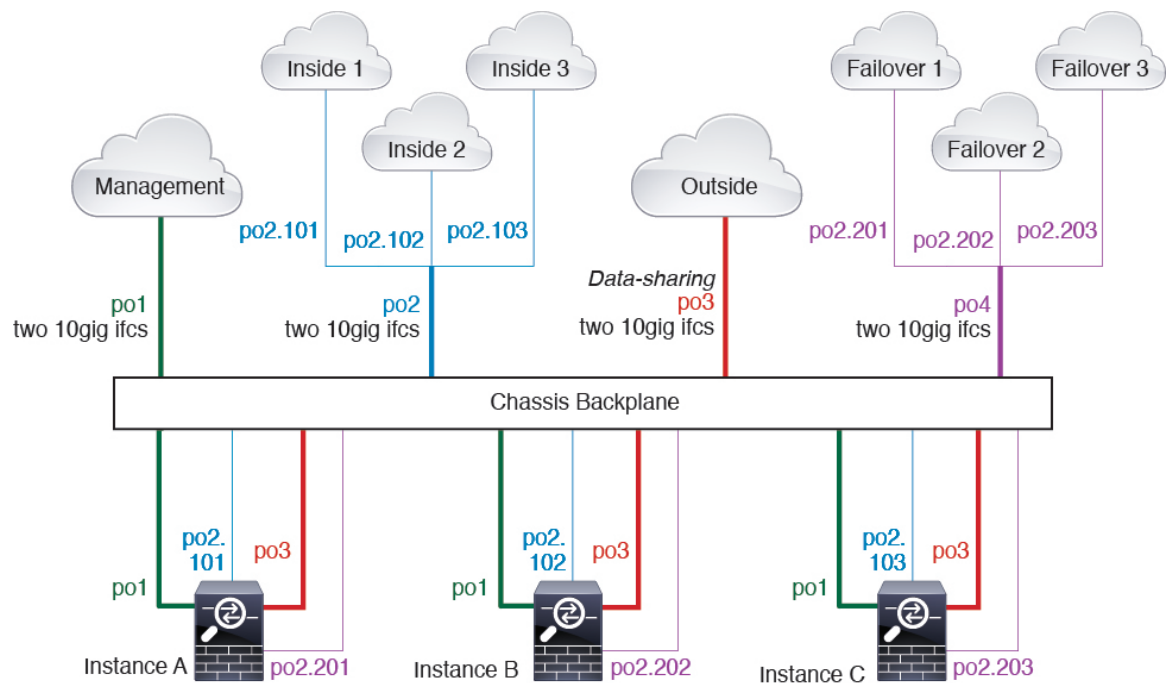 Inside 1
Inside 3
Failover 1
Failover 3
Inside 2
Failover 2
Management
Outside
po2.101
po2.102
po2.103
po2.201
po2.202
po2.203
po1
two 10gig ifcs
po2
two 10gig ifcs
Data-sharing
po3
two 10gig ifcs
po4
two 10gig ifcs
Chassis Backplane
po2.
101
po3
po1
Instance A
po2.201
po2.
102
po3
po1
Instance B
po2.202
po2.
103
po3
po1
Instance C
po2.203